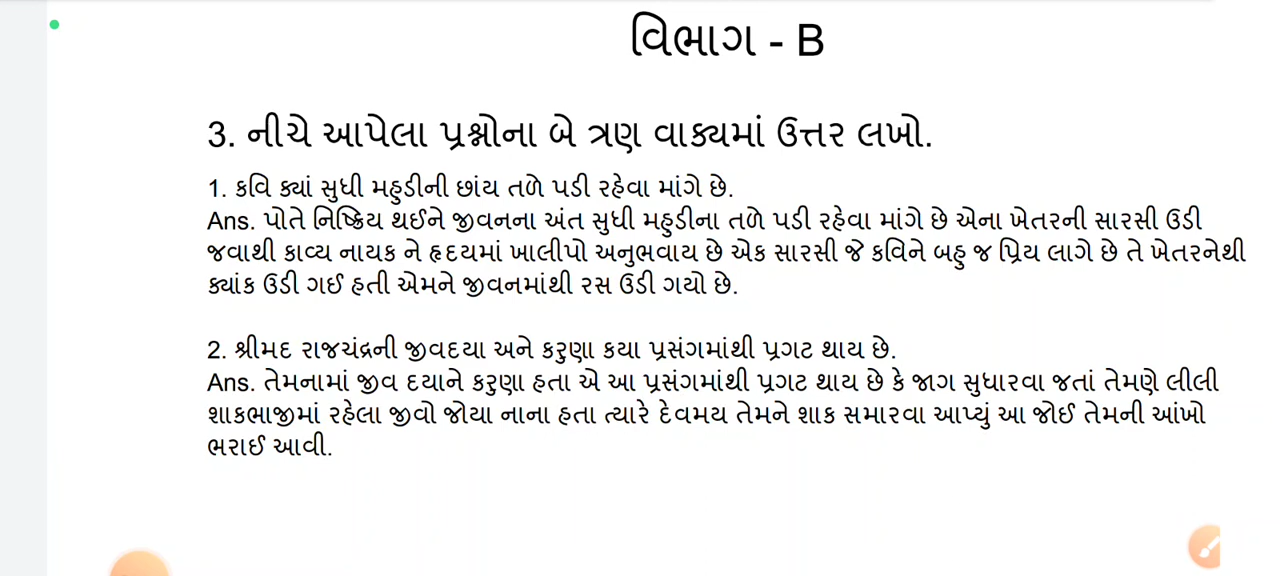 વિભાગ - B
3. નીચે આપેલા પ્રશ્નોના બે ત્રણ વાક્યમાં ઉત્તર લખો.
1. કવિ ક્યાં સુધી મહુડીની છાંય તળે પડી રહેવા માંગે છે.
Ans. પોતે નિષ્ક્રિય થઈને જીવનના અંત સુધી મહુડીના તળે પડી રહેવા માંગે છે એના ખેતરની સારસી ઉડી
જવાથી કાવ્ય નાયક ને હૃદયમાં ખાલીપો અનુભવાય છે એક સારસી જે કવિને બહુ જ પ્રિય લાગે છે તે ખેતરનેથી
ક્યાંક ઉડી ગઈ હતી એમને જીવનમાંથી રસ ઉડી ગયો છે.
2. શ્રીમદ રાજચંદ્રની જીવદયા અને કરુણા કયા પ્રસંગમાંથી પ્રગટ થાય છે.
Ans. તેમનામાં જીવ દયાને કરુણા હતા એ આ પ્રસંગમાંથી પ્રગટ થાય છે કે જાગ સુધારવા જતાં તેમણે લીલી
શાકભાજીમાં રહેલા જીવો જોયા નાના હતા ત્યારે દેવમય તેમને શાક સમારવા આપ્યું આ જોઈ તેમની આંખો
ભરાઈ આવી.